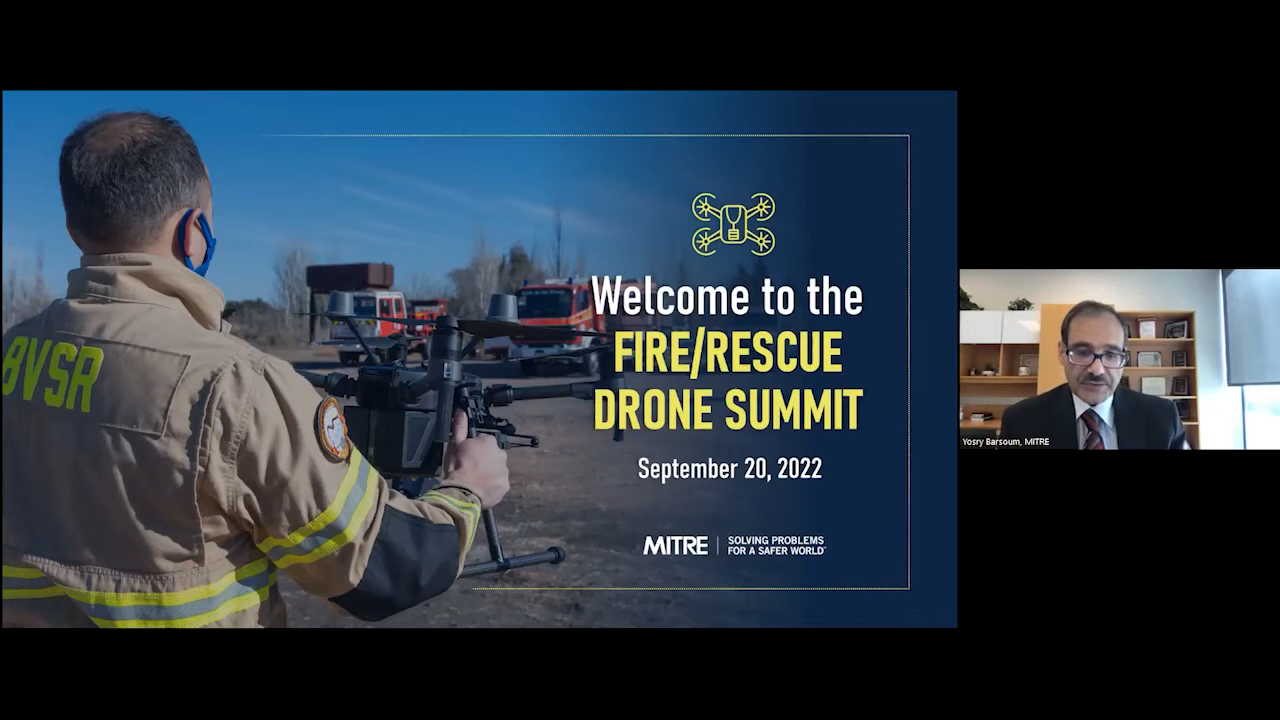 BVSR
Welcome to the
FIRE/RESCUE
DRONE SUMMIT
September 20, 2022
MITRE
SOLVING PROBLEMS
FOR A SAFER WORLD™
Yosry Barsoum, MITRE